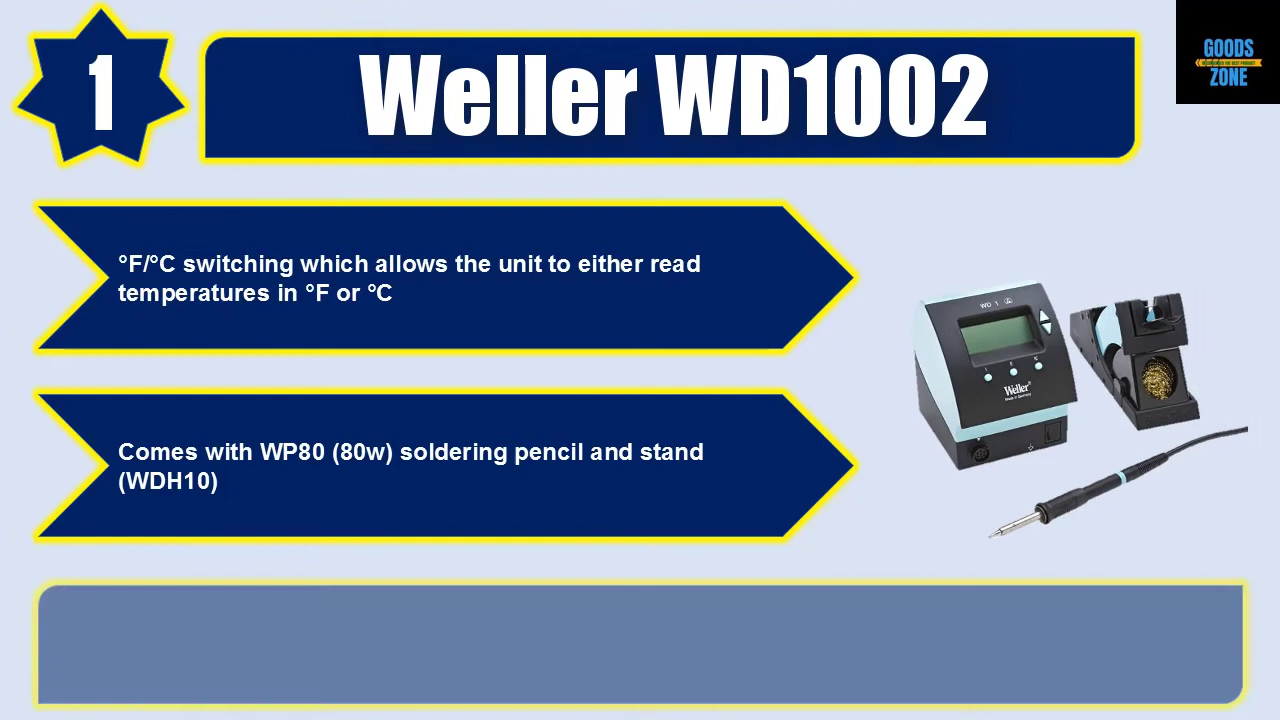 1
Weller WD1002
GOODS
ZONE
°F/°C switching which allows the unit to either read
temperatures in °F or °C
WD 1
Weller
Comes with WP80 (80w) soldering pencil and stand
(WDH10)